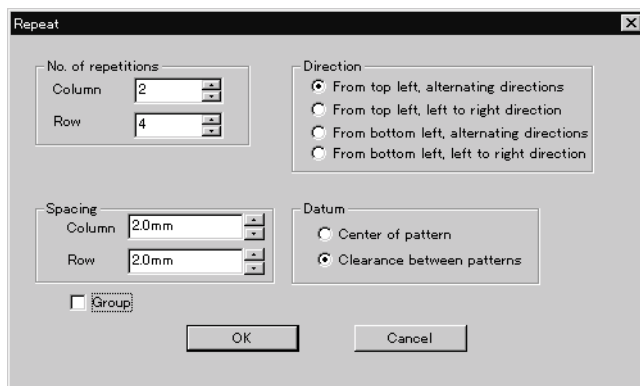 Repeat
No. of repetitions
Column 2
Row 4
Direction
From top left, alternating directions
From top left, left to right direction
From bottom left, alternating directions
From bottom left, left to right direction
Spacing
Column 2.0mm
Row 2.0mm
Datum
Center of pattern
Clearance between patterns
Group
OK Cancel